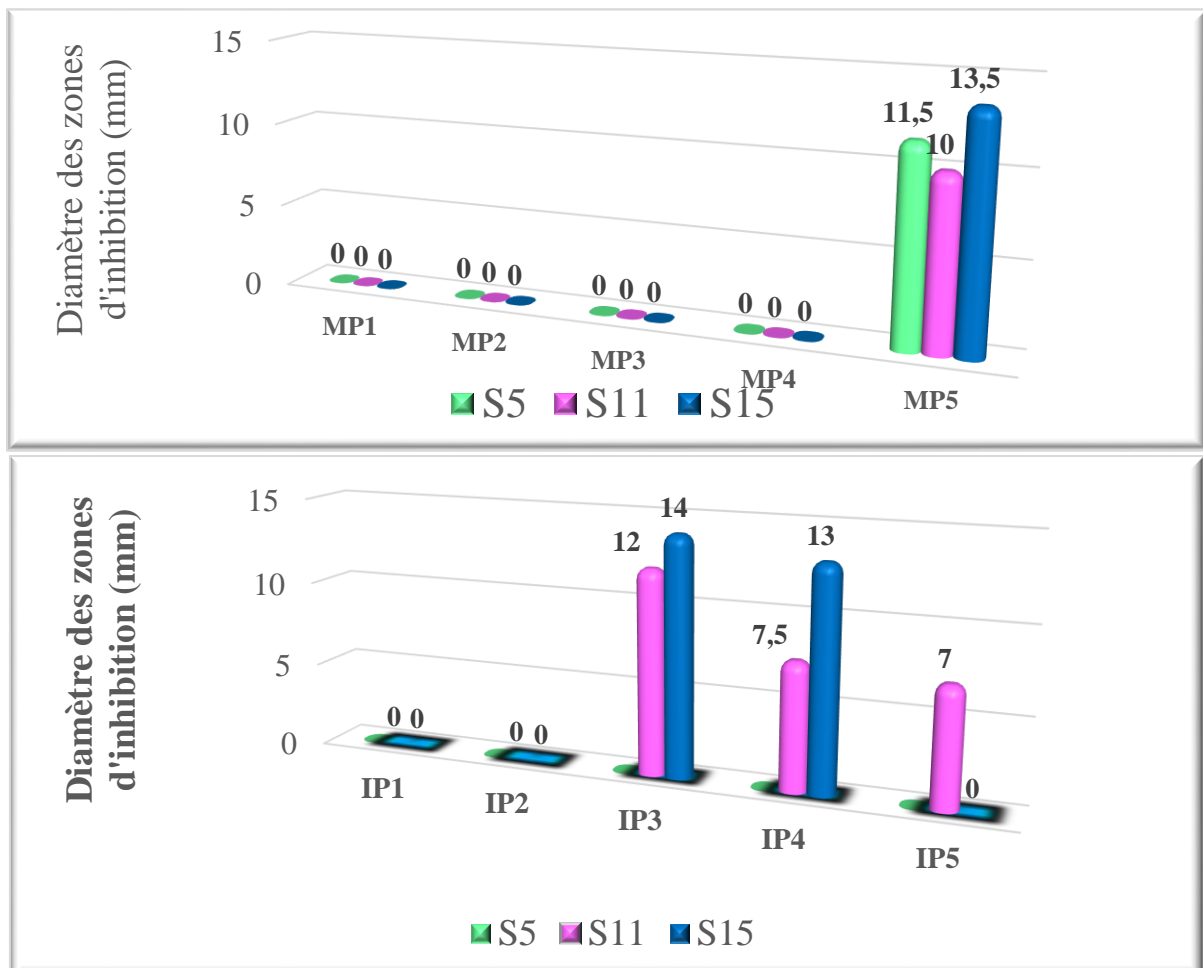 Diamètre des zones
d'inhibition (mm)
15
10
5
0
0 0 0
0 0 0
0 0 0
0 0 0
11,5
10
13,5
MP1
MP2
MP3
MP4
MP5
S5 S11 S15
Diamètre des zones
d'inhibition (mm)
15
10
5
0
0 0
0 0
12
14
7,5
13
7
0
IP1
IP2
IP3
IP4
IP5
S5 S11 S15